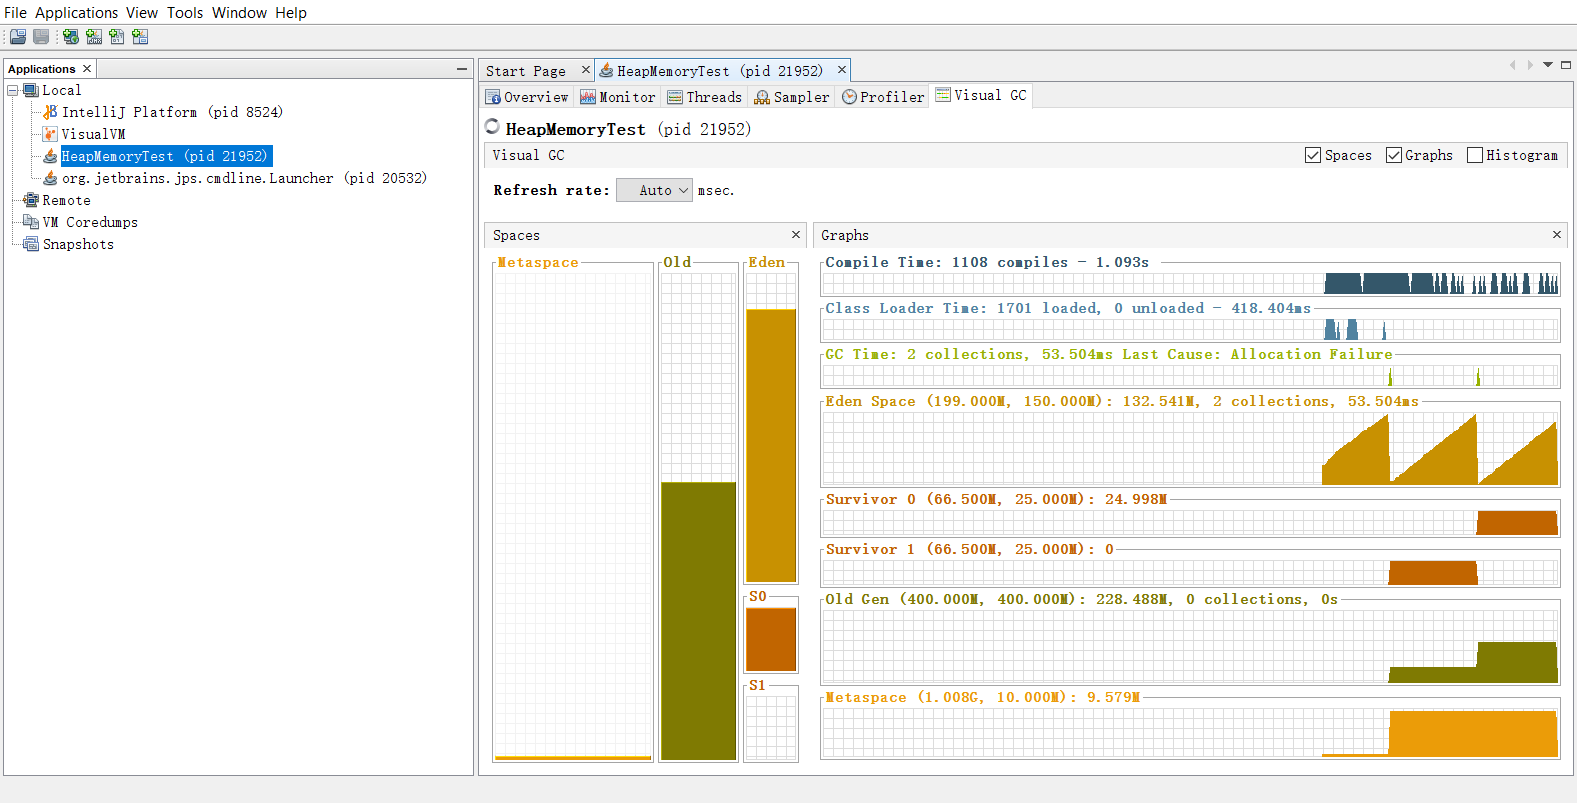 File Applications View Tools Window Help
Applications
Local
IntelliJ Platform (pid 8524)
VisualVM
HeapMemoryTest (pid 21952)
org.jetbrains.jps.cmdline.Launcher (pid 20532)
Remote
VM Coredumps
Snapshots
Start Page
HeapMemoryTest (pid 21952)
Overview Monitor Threads Sampler Profiler Visual GC
HeapMemoryTest (pid 21952)
Visual GC
Spaces Graphs Histogram
Refresh rate: Auto msec.
Spaces
Metaspace
Old
Eden
S0
S1
Graphs
Compile Time: 1108 compiles - 1.093s
Class Loader Time: 1701 loaded, 0 unloaded - 418.404ms
GC Time: 2 collections, 53.504ms Last Cause: Allocation Failure
Eden Space (199.000M, 150.000M): 132.541M, 2 collections, 53.504ms
Survivor 0 (66.500M, 25.000M): 24.998M
Survivor 1 (66.500M, 25.000M): 0
Old Gen (400.000M, 400.000M): 228.488M, 0 collections, 0s
Metaspace (1.008G, 10.000M): 9.579M